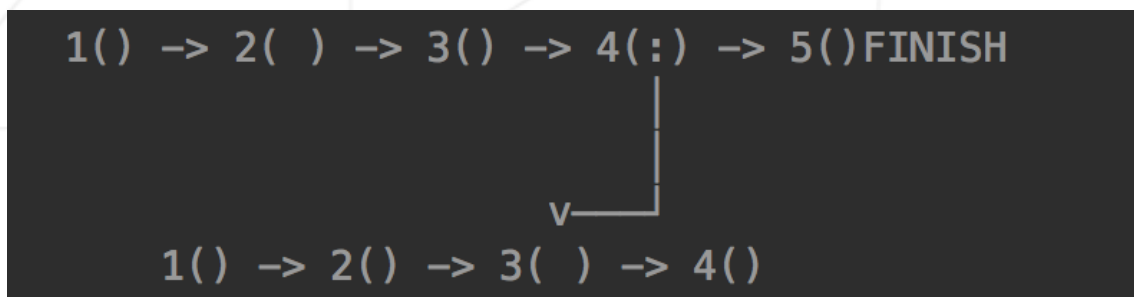 1() —> 2( ) —> 3() —> 4(:) —> 5()FINISH
v
1() —> 2() —> 3( ) —> 4()